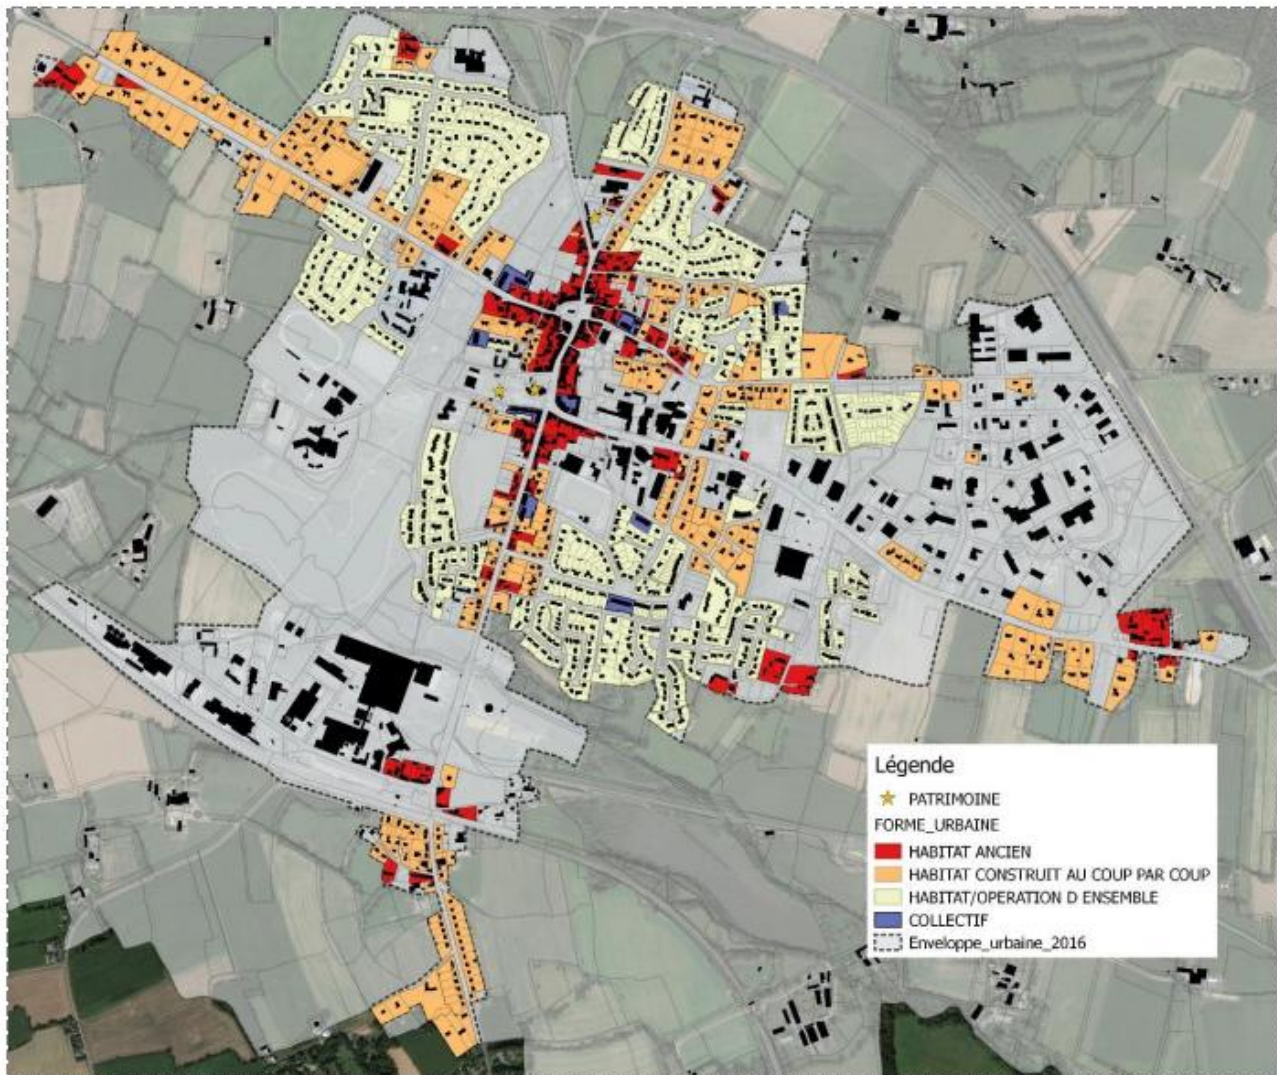 Légende
PATRIMOINE
FORME_URBAINE
HABITAT ANCIEN
HABITAT CONSTRUIT AU COUP PAR COUP
HABITAT/OPERATION D ENSEMBLE
COLLECTIF
Enveloppe_urbaine_2016